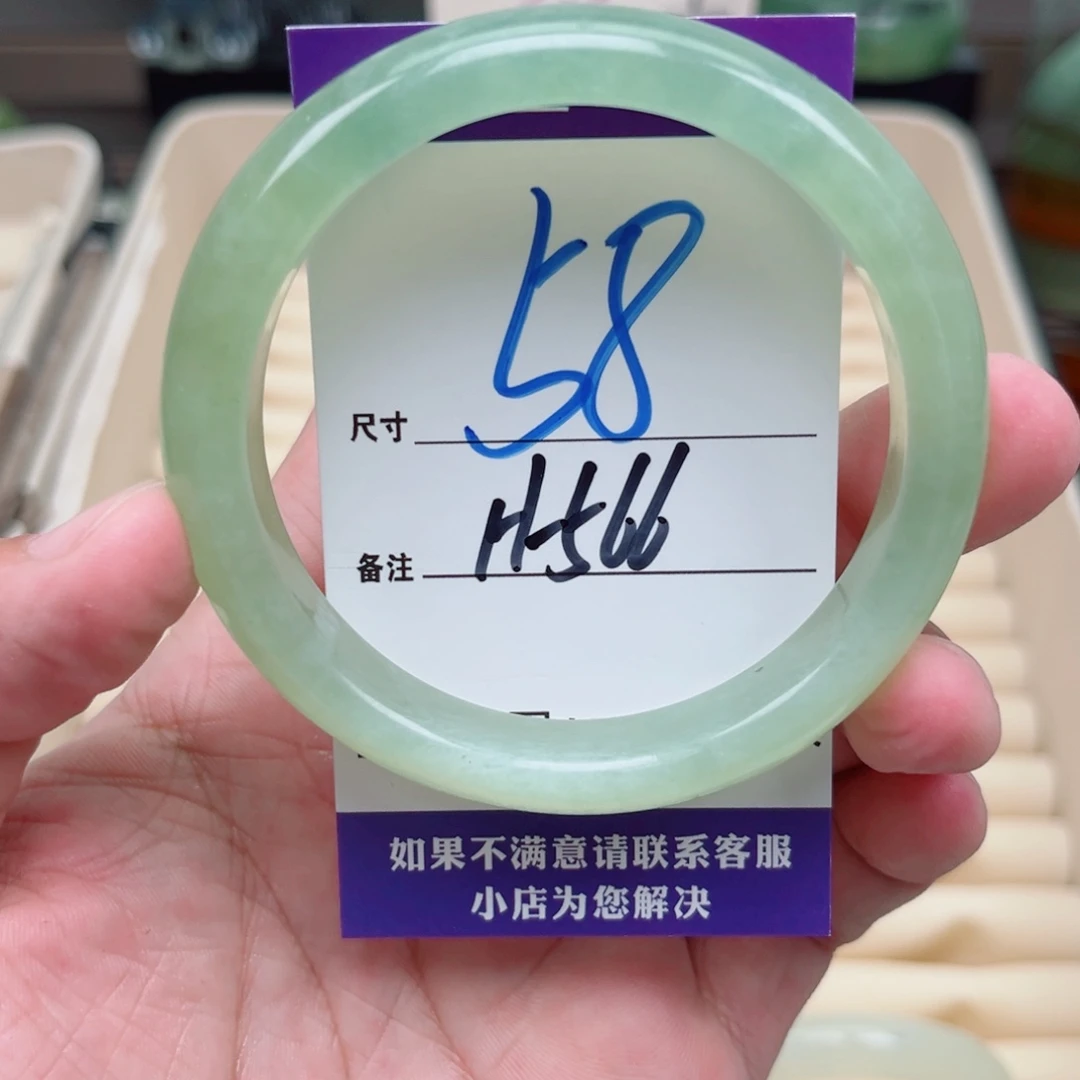 尺寸 58
备注 H566
如果不满意请联系客服
小店为您解决